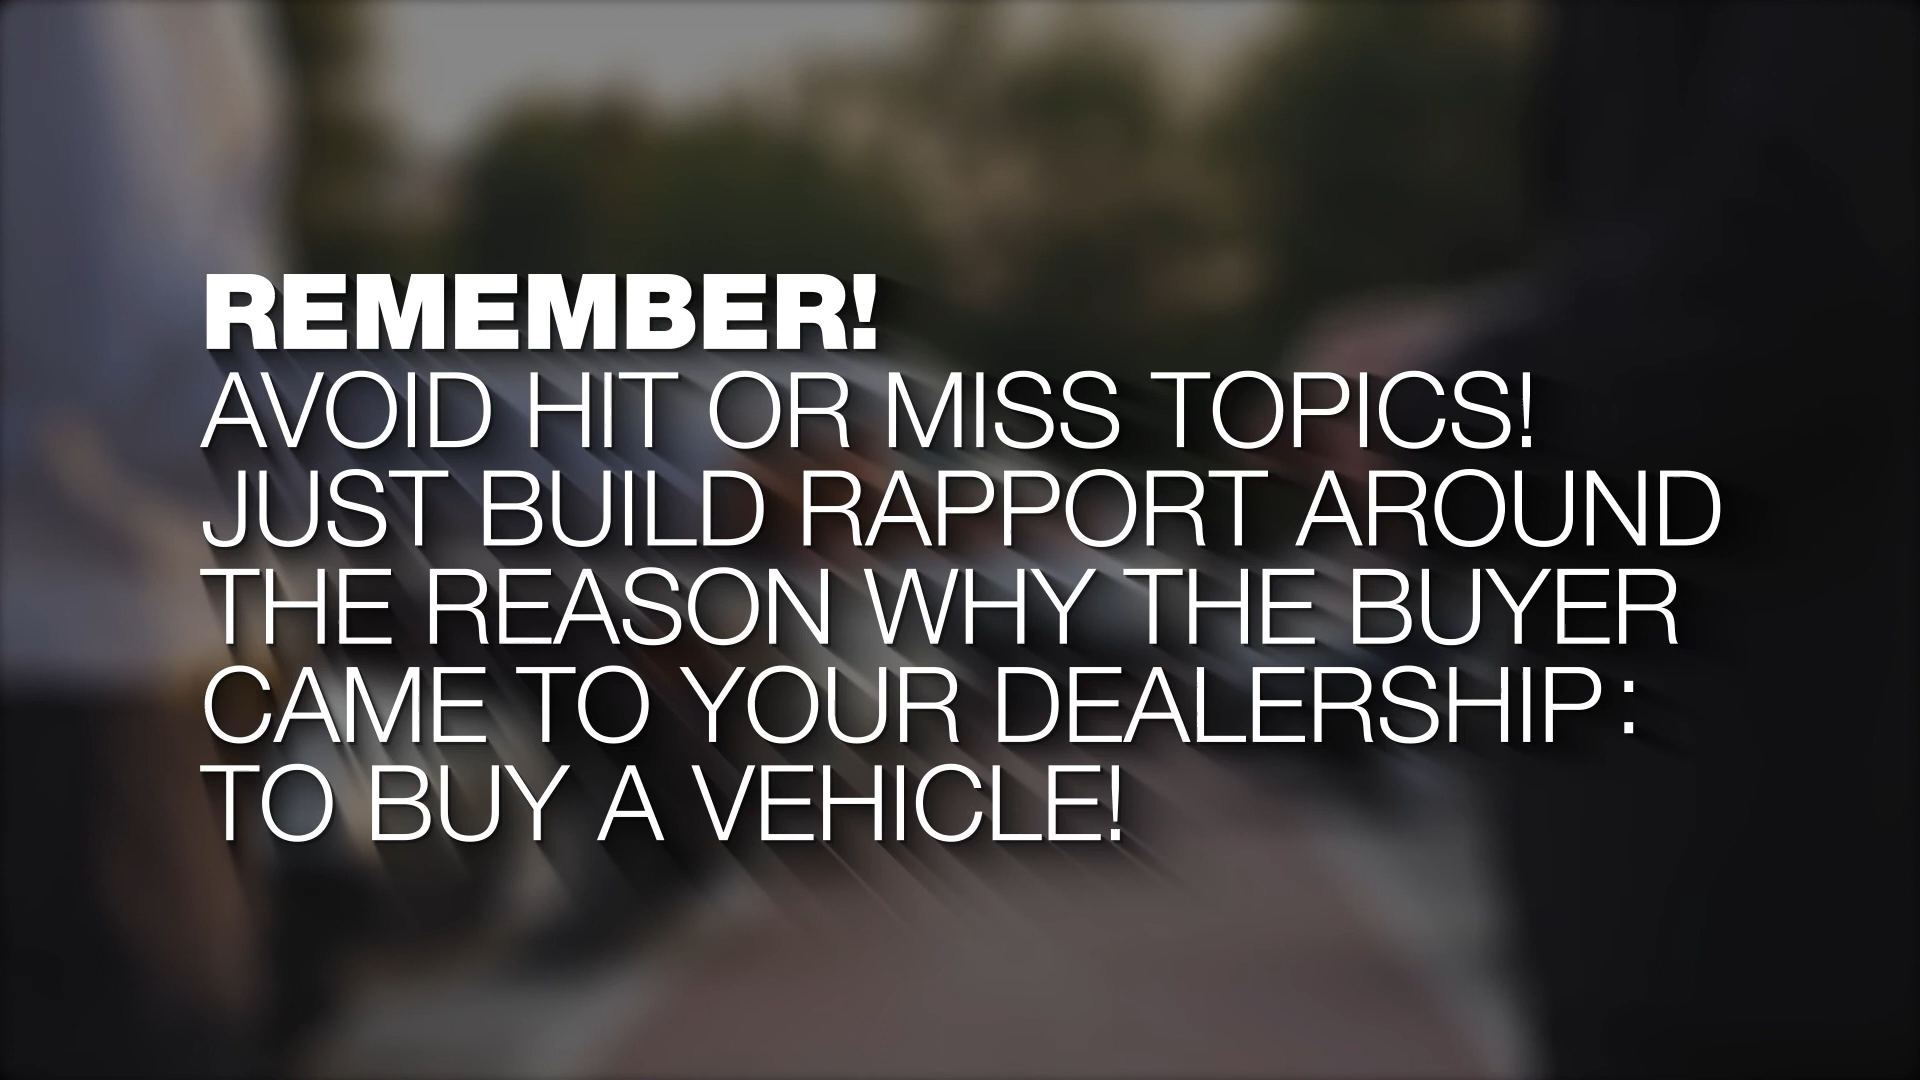 REMEMBER!
AVOID HIT OR MISS TOPICS!
JUST BUILD RAPPORT AROUND
THE REASON WHY THE BUYER
CAME TO YOUR DEALERSHIP:
TO BUY A VEHICLE!